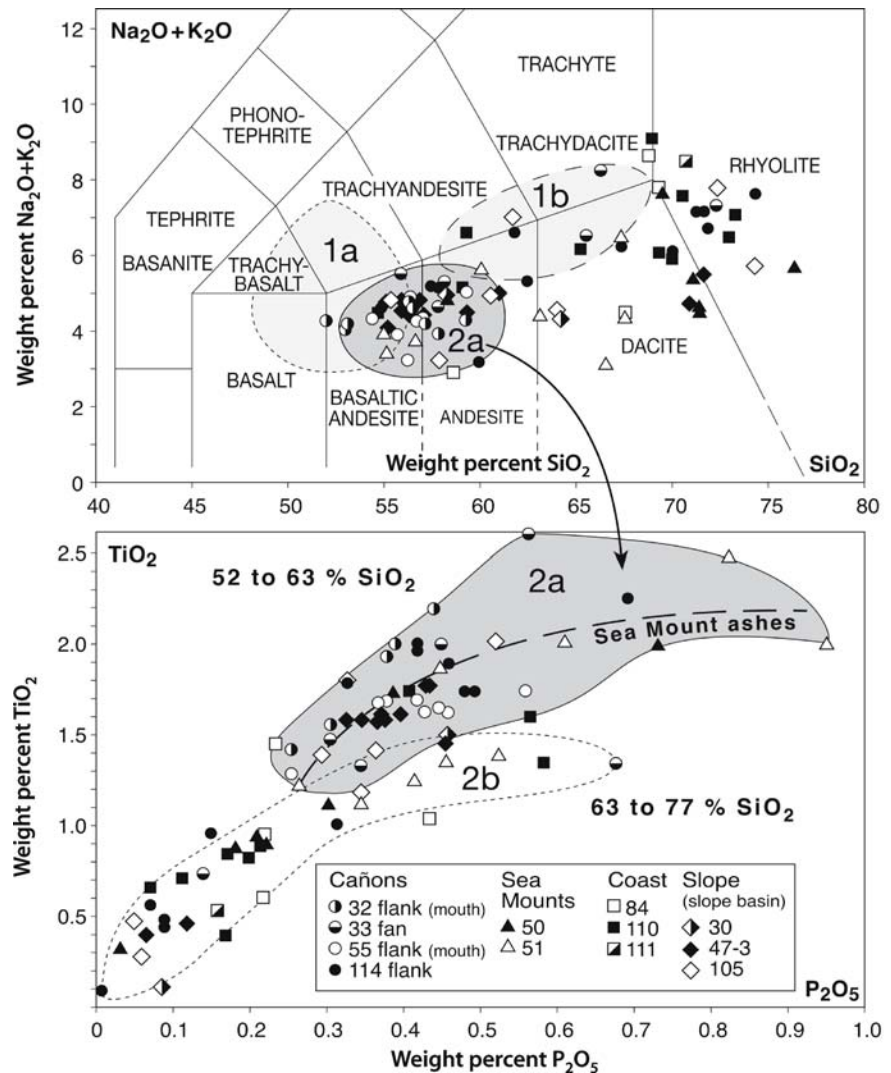 Na₂O+K₂O
12
10
8
6
4
2
0
Weight percent Na₂O+K₂O
TRACHYTE
PHONO-
TEPHRITE
TRACHYDACITE
RHYOLITE
TRACHYANDESITE
1b
TEPHRITE
1a
BASANITE
TRACHY-
BASALT
2a
DACITE
BASALT
BASALTIC
ANDESITE
ANDESITE
Weight percent SiO₂
SiO₂
40 45 50 55 60 65 70 75 80
TiO₂
2.5
2.0
1.5
1.0
0.5
0
Weight percent TiO₂
52 to 63 % SiO₂
2a
Sea Mount ashes
2b
63 to 77 % SiO₂
Cañons
32 flank (mouth)
33 fan
55 flank (mouth)
114 flank
Sea
Mounts
50
51
Coast
84
110
111
Slope
(slope basin)
30
47-3
105
P₂O₅
0 0.1 0.2 0.3 0.4 0.5 0.6 0.7 0.8 0.9 1.0
Weight percent P₂O₅